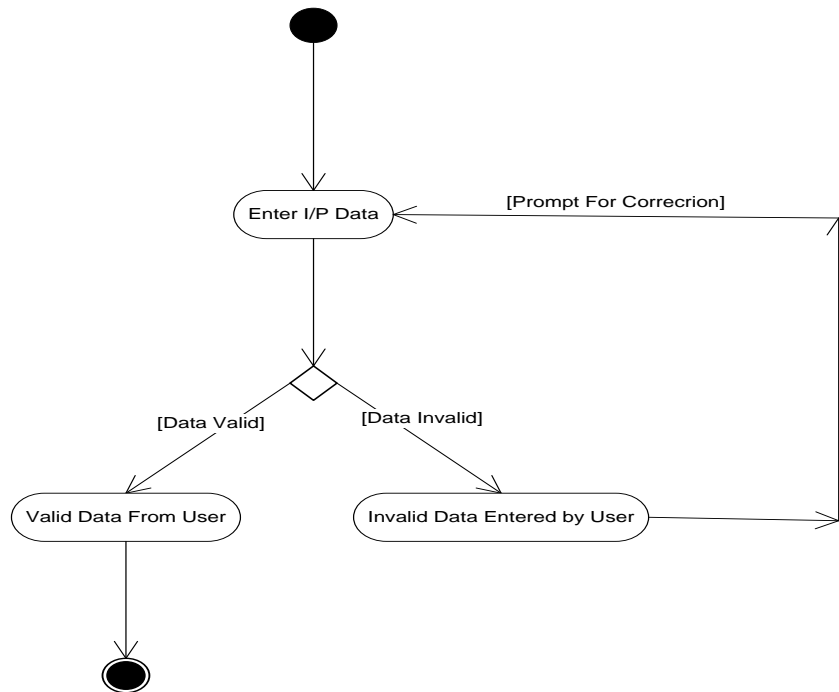 Enter I/P Data
[Prompt For Correcrion]
[Data Valid]
[Data Invalid]
Valid Data From User
Invalid Data Entered by User